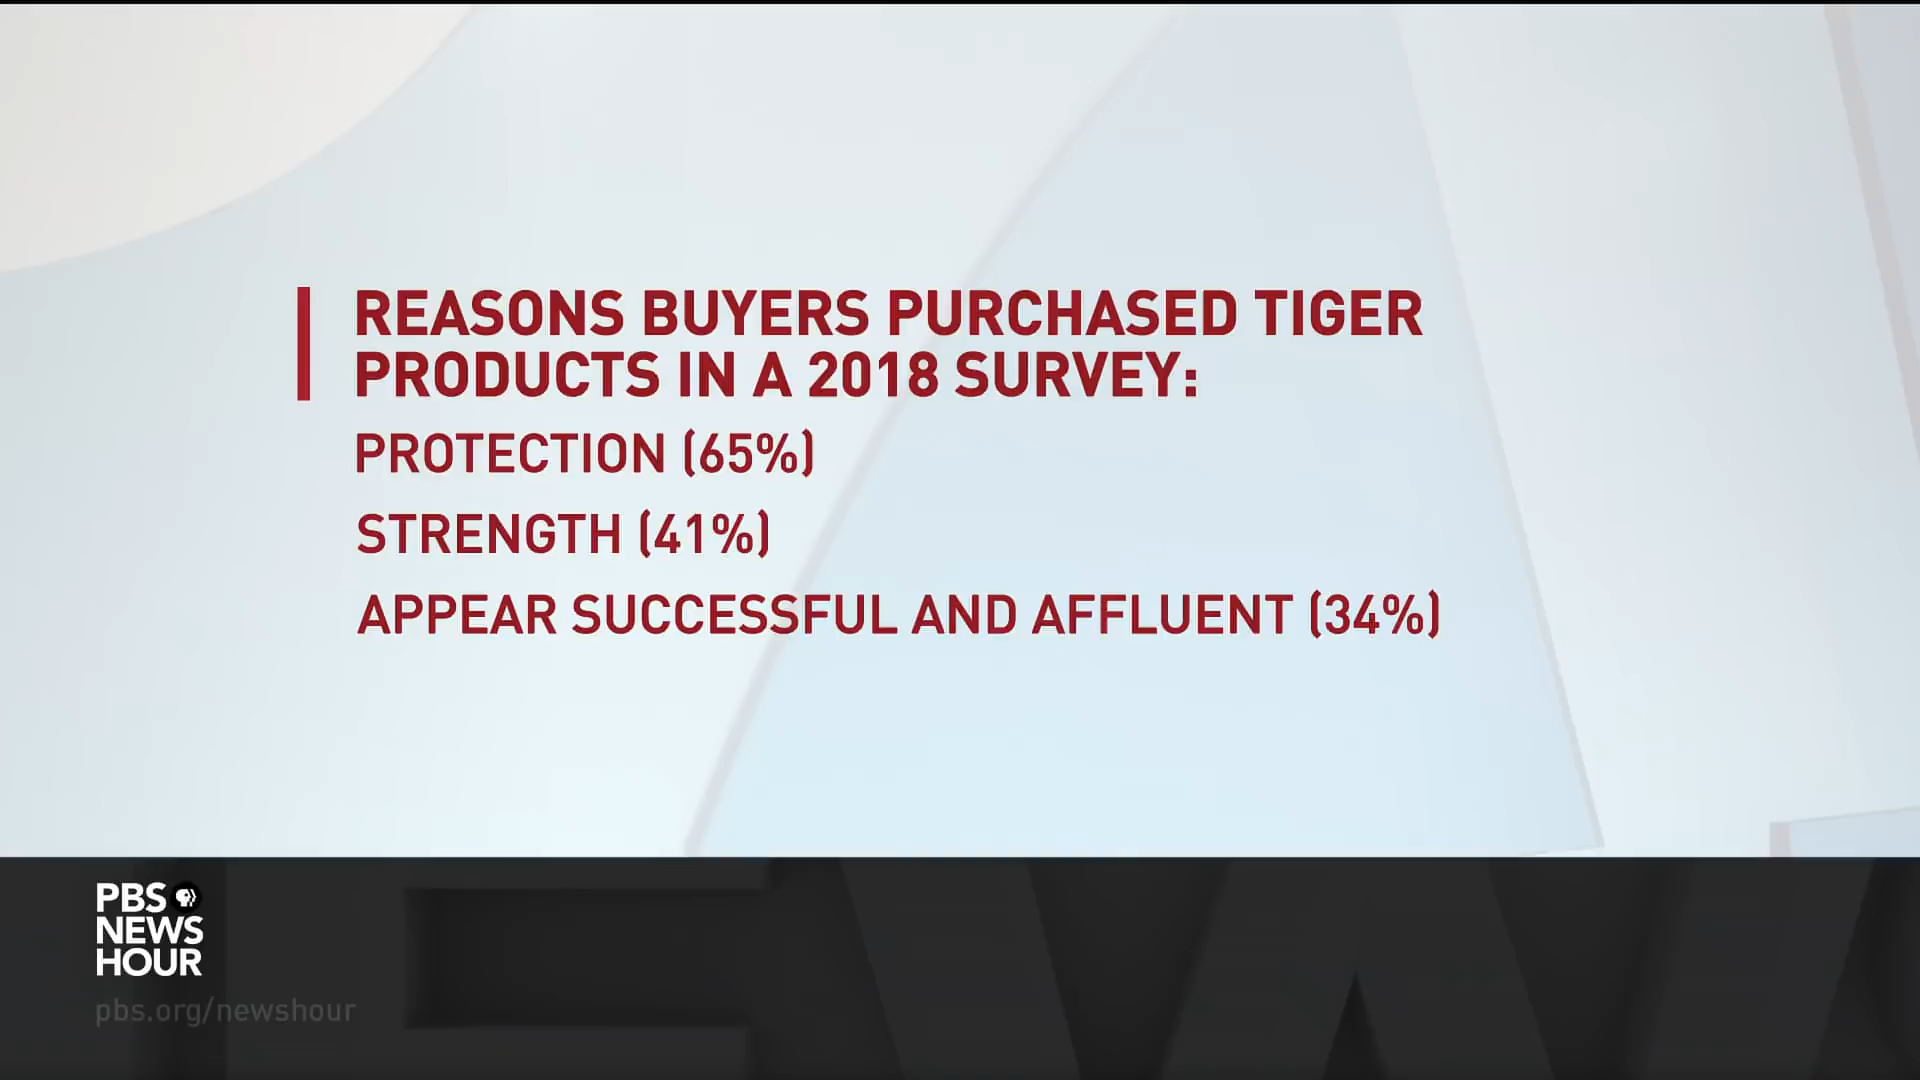 REASONS BUYERS PURCHASED TIGER
PRODUCTS IN A 2018 SURVEY:
PROTECTION (65%)
STRENGTH (41%)
APPEAR SUCCESSFUL AND AFFLUENT (34%)
PBS
NEWS
HOUR
pbs.org/newshour